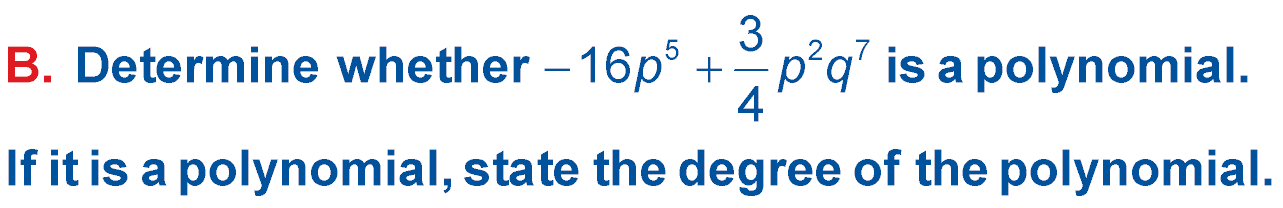 B. Determine whether −16p⁵ + 3/4 p²q⁷ is a polynomial.
If it is a polynomial, state the degree of the polynomial.